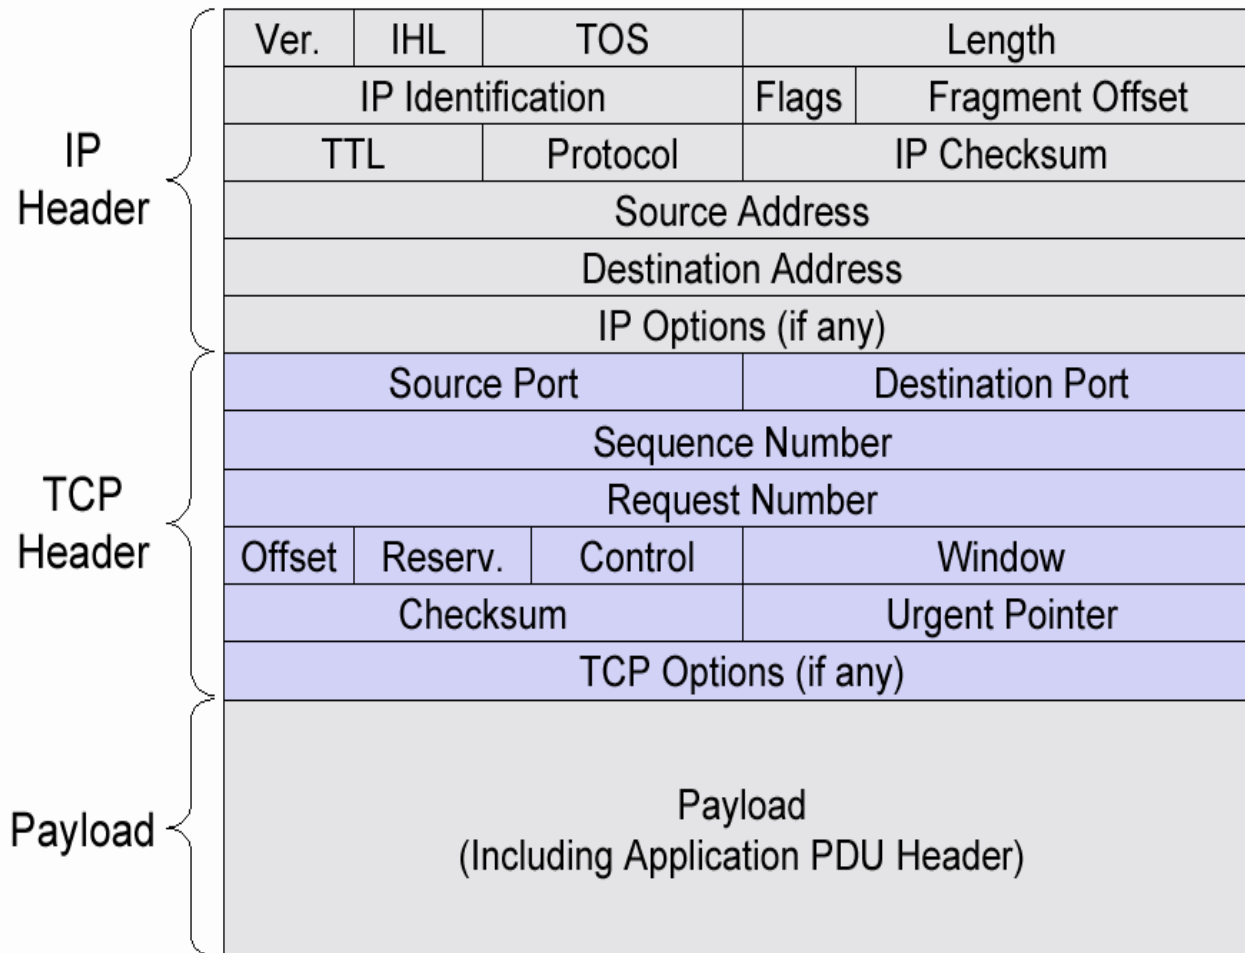 Ver. IHL TOS Length
IP Identification Flags Fragment Offset
TTL Protocol IP Checksum
IP
Header
Source Address
Destination Address
IP Options (if any)
Source Port Destination Port
Sequence Number
Request Number
TCP
Header
Offset Reserv. Control Window
Checksum Urgent Pointer
TCP Options (if any)
Payload
Payload
(Including Application PDU Header)